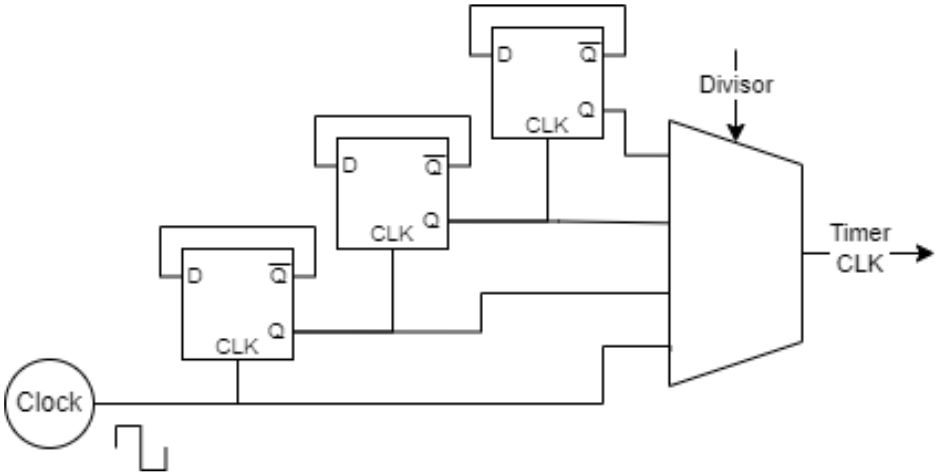 D Q̅
Q
CLK
Divisor
D Q̅
Q
CLK
Timer
CLK
D Q̅
Q
CLK
Clock